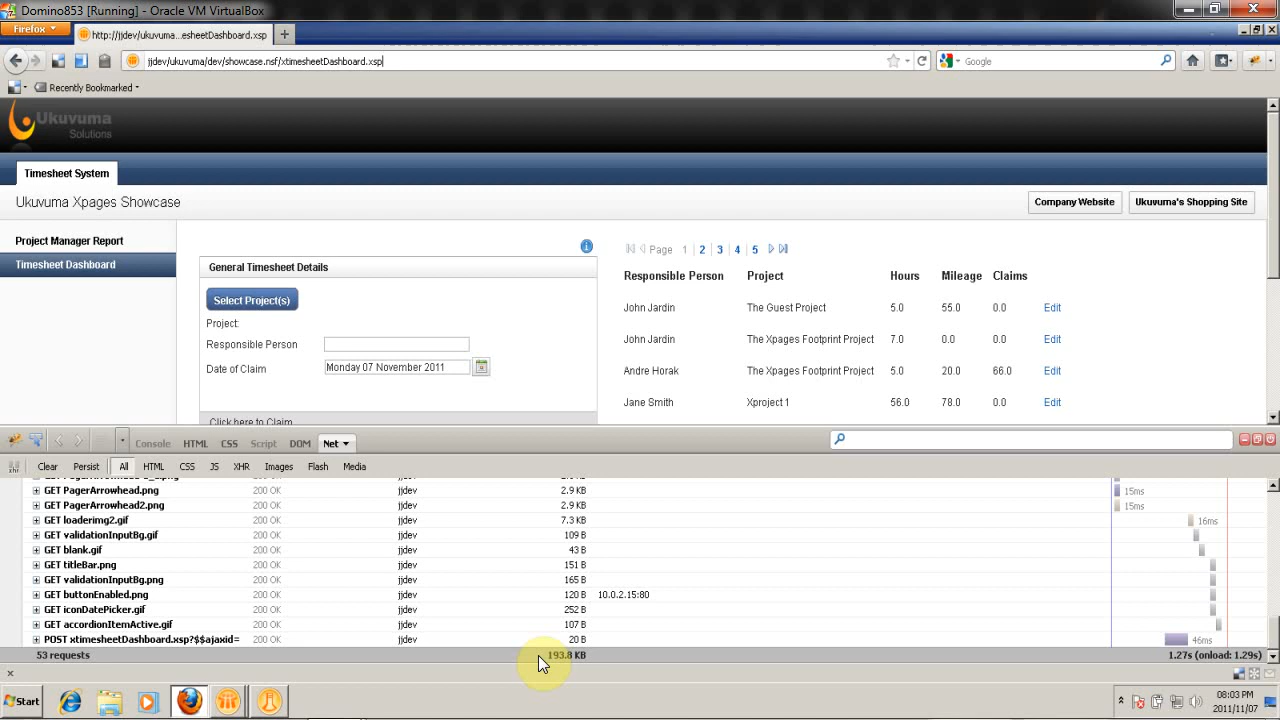 Domino853 [Running] - Oracle VM VirtualBox
Firefox
http://jjdev/ukuvuma...esheetDashboard.xsp
jjdev/ukuvuma/dev/showcase.nsf/xtimesheetDashboard.xsp
Google
Recently Bookmarked
Ukuvuma
Solutions
Timesheet System
Ukuvuma Xpages Showcase
Company Website
Ukuvuma's Shopping Site
Project Manager Report
Timesheet Dashboard
General Timesheet Details
Select Project(s)
Project:
Responsible Person
Date of Claim
Monday 07 November 2011
Click here to Claim
Page 1 2 3 4 5
Responsible Person Project Hours Mileage Claims
John Jardin The Guest Project 5.0 55.0 0.0 Edit
John Jardin The Xpages Footprint Project 7.0 0.0 0.0 Edit
Andre Horak The Xpages Footprint Project 5.0 20.0 66.0 Edit
Jane Smith Xproject 1 56.0 78.0 0.0 Edit
Console HTML CSS Script DOM Net
Clear Persist All HTML CSS JS XHR Images Flash Media
GET PagerArrowhead.png 200 OK jjdev 2.9 KB 15ms
GET PagerArrowhead2.png 200 OK jjdev 2.9 KB 15ms
GET loaderimg2.gif 200 OK jjdev 7.3 KB 16ms
GET validationInputBg.gif 200 OK jjdev 109 B
GET blank.gif 200 OK jjdev 43 B
GET titleBar.png 200 OK jjdev 151 B
GET validationInputBg.png 200 OK jjdev 165 B
GET buttonEnabled.png 200 OK jjdev 120 B 10.0.2.15:80
GET iconDatePicker.gif 200 OK jjdev 252 B
GET accordionItemActive.gif 200 OK jjdev 107 B
POST xtimesheetDashboard.xsp?$$ajaxid= 200 OK jjdev 20 B 46ms
53 requests 193.8 KB 1.27s (onload: 1.29s)
Start
08:03 PM
2011/11/07